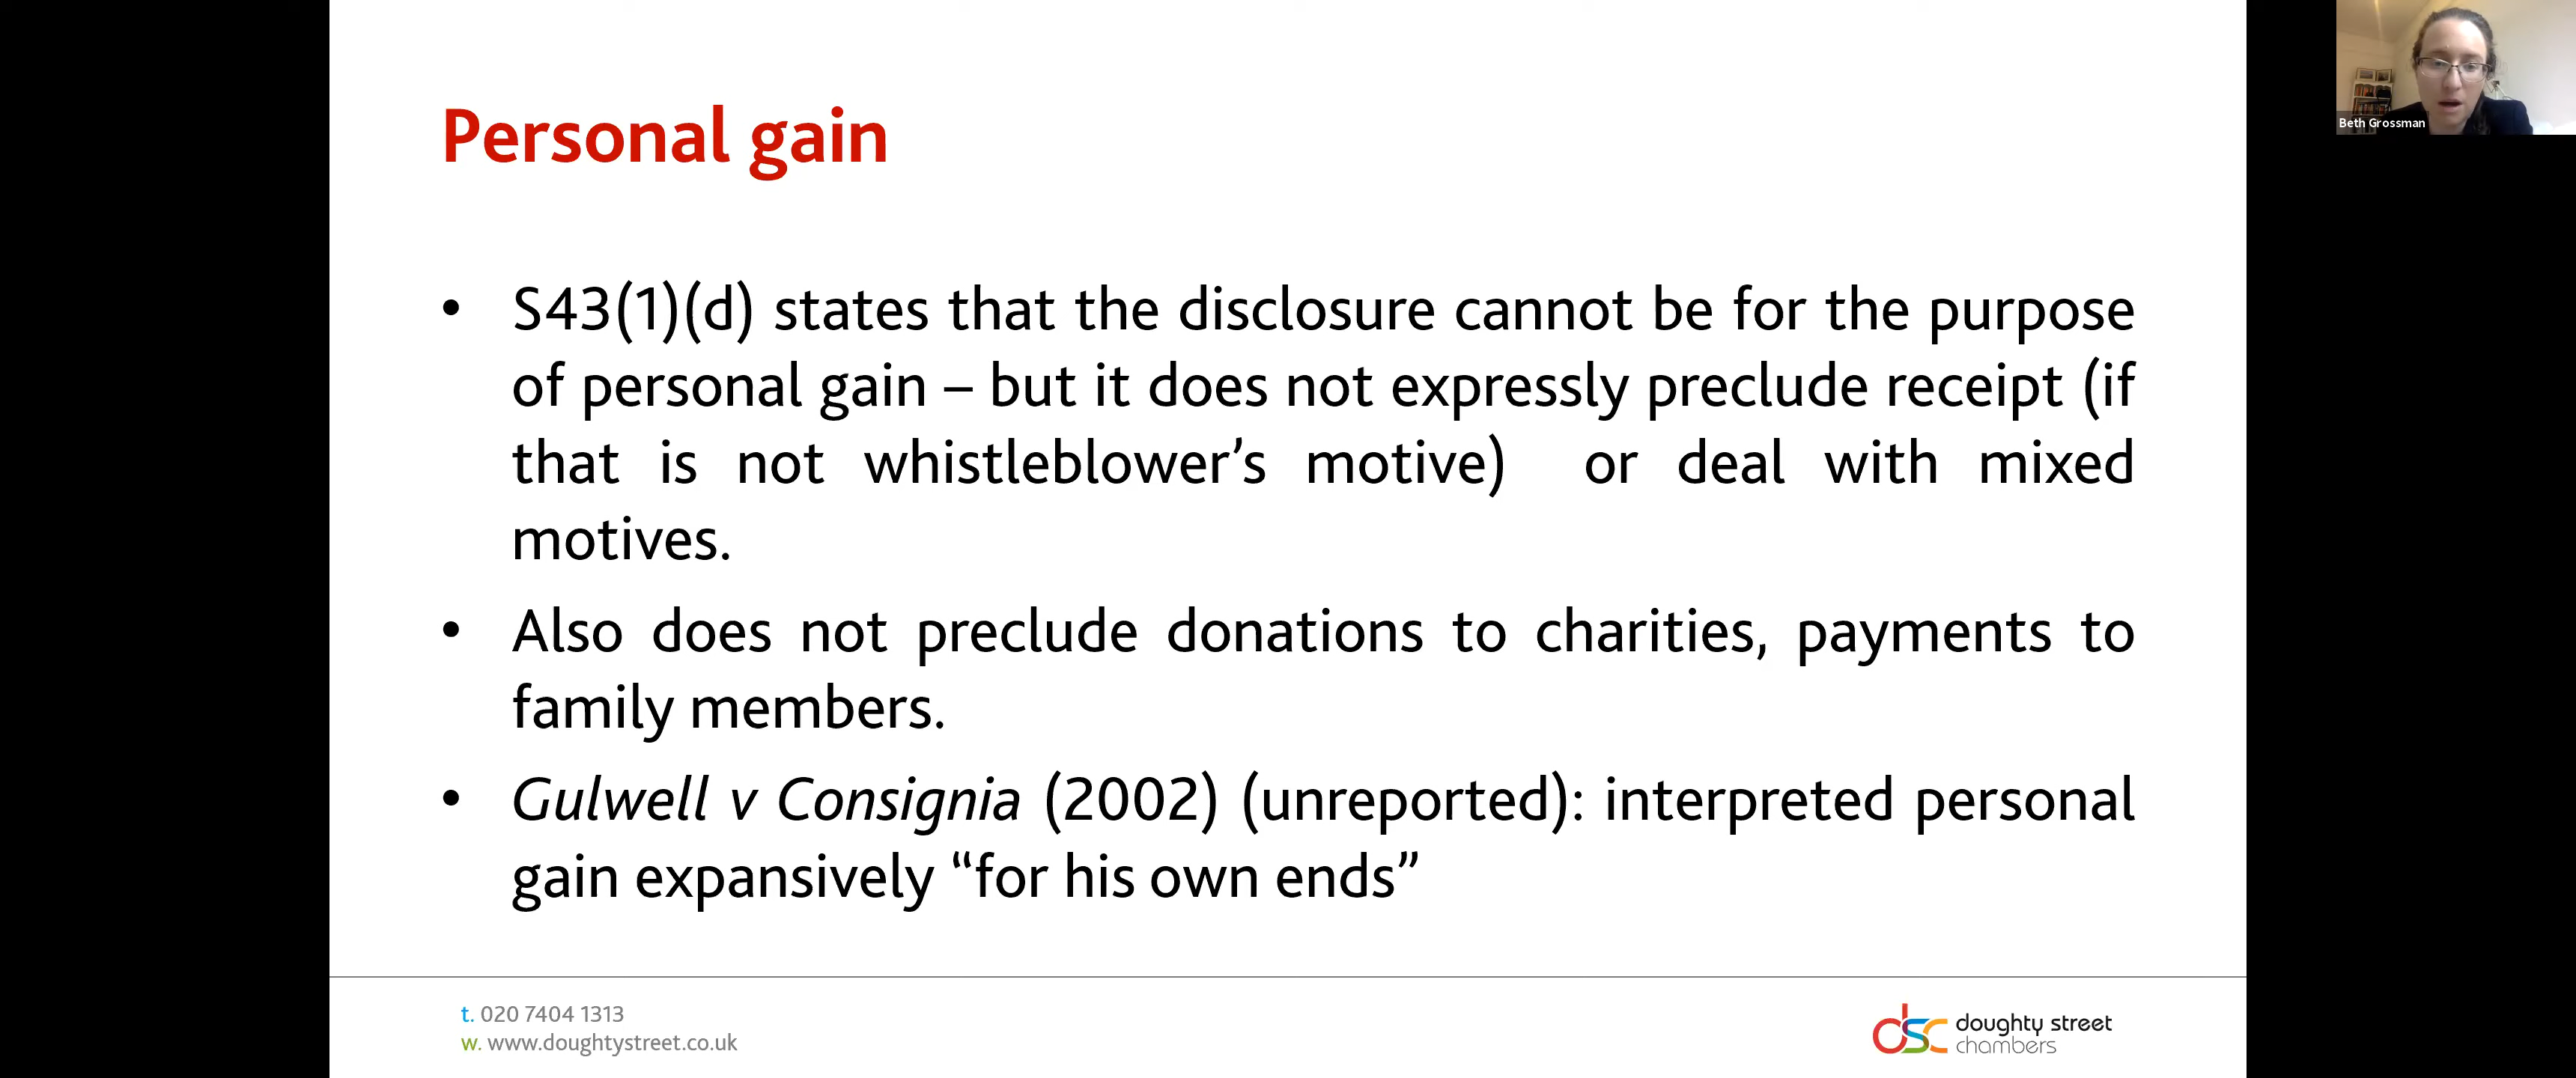 Personal gain
• S43(1)(d) states that the disclosure cannot be for the purpose
of personal gain – but it does not expressly preclude receipt (if
that is not whistleblower’s motive) or deal with mixed
motives.
• Also does not preclude donations to charities, payments to
family members.
• Gulwell v Consignia (2002) (unreported): interpreted personal
gain expansively “for his own ends”
t. 020 7404 1313
w. www.doughtystreet.co.uk
dsc doughty street
chambers
Beth Grossman